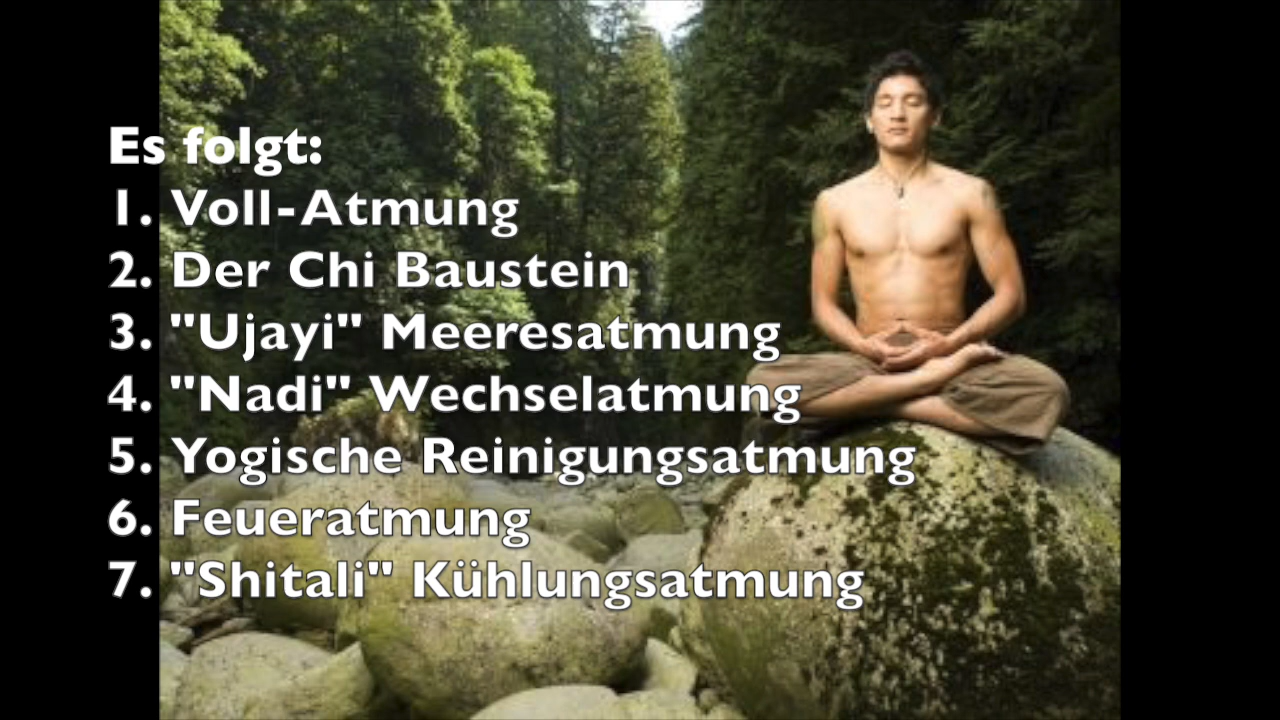 Es folgt:
1. Voll-Atmung
2. Der Chi Baustein
3. "Ujayi" Meeresatmung
4. "Nadi" Wechselatmung
5. Yogische Reinigungsatmung
6. Feueratmung
7. "Shitali" Kühlungsatmung